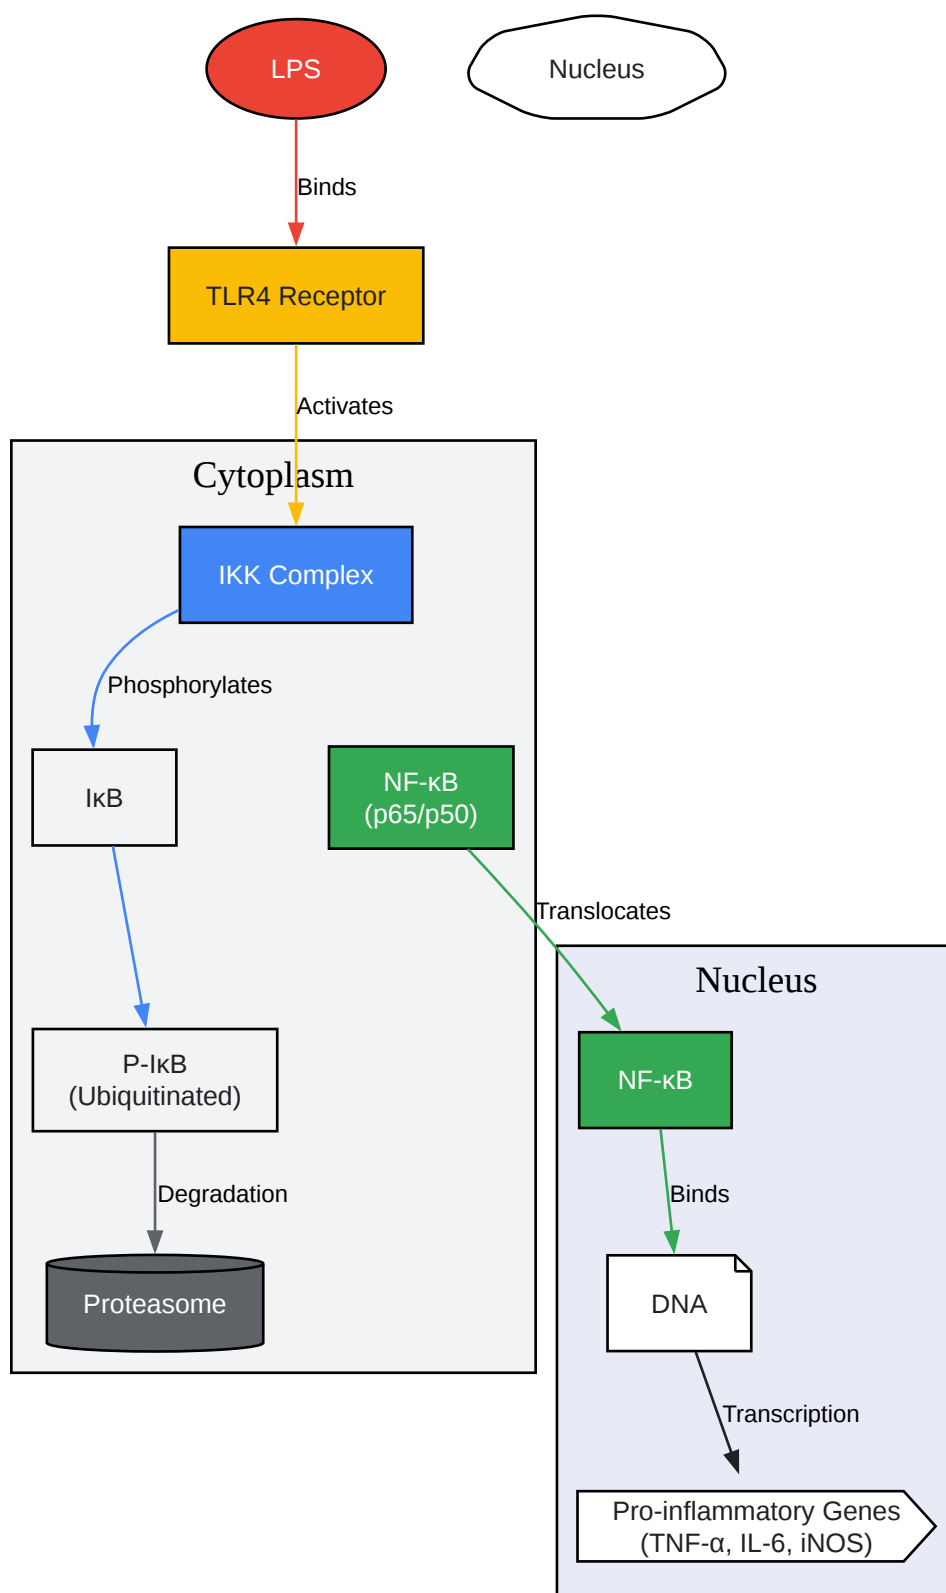 LPS
Nucleus
Binds
TLR4 Receptor
Activates
Cytoplasm
IKK Complex
Phosphorylates
IκB
NF-κB
(p65/p50)
Translocates
Nucleus
P-IκB
(Ubiquitinated)
NF-κB
Degradation
Binds
Proteasome
DNA
Transcription
Pro-inflammatory Genes
(TNF-α, IL-6, iNOS)